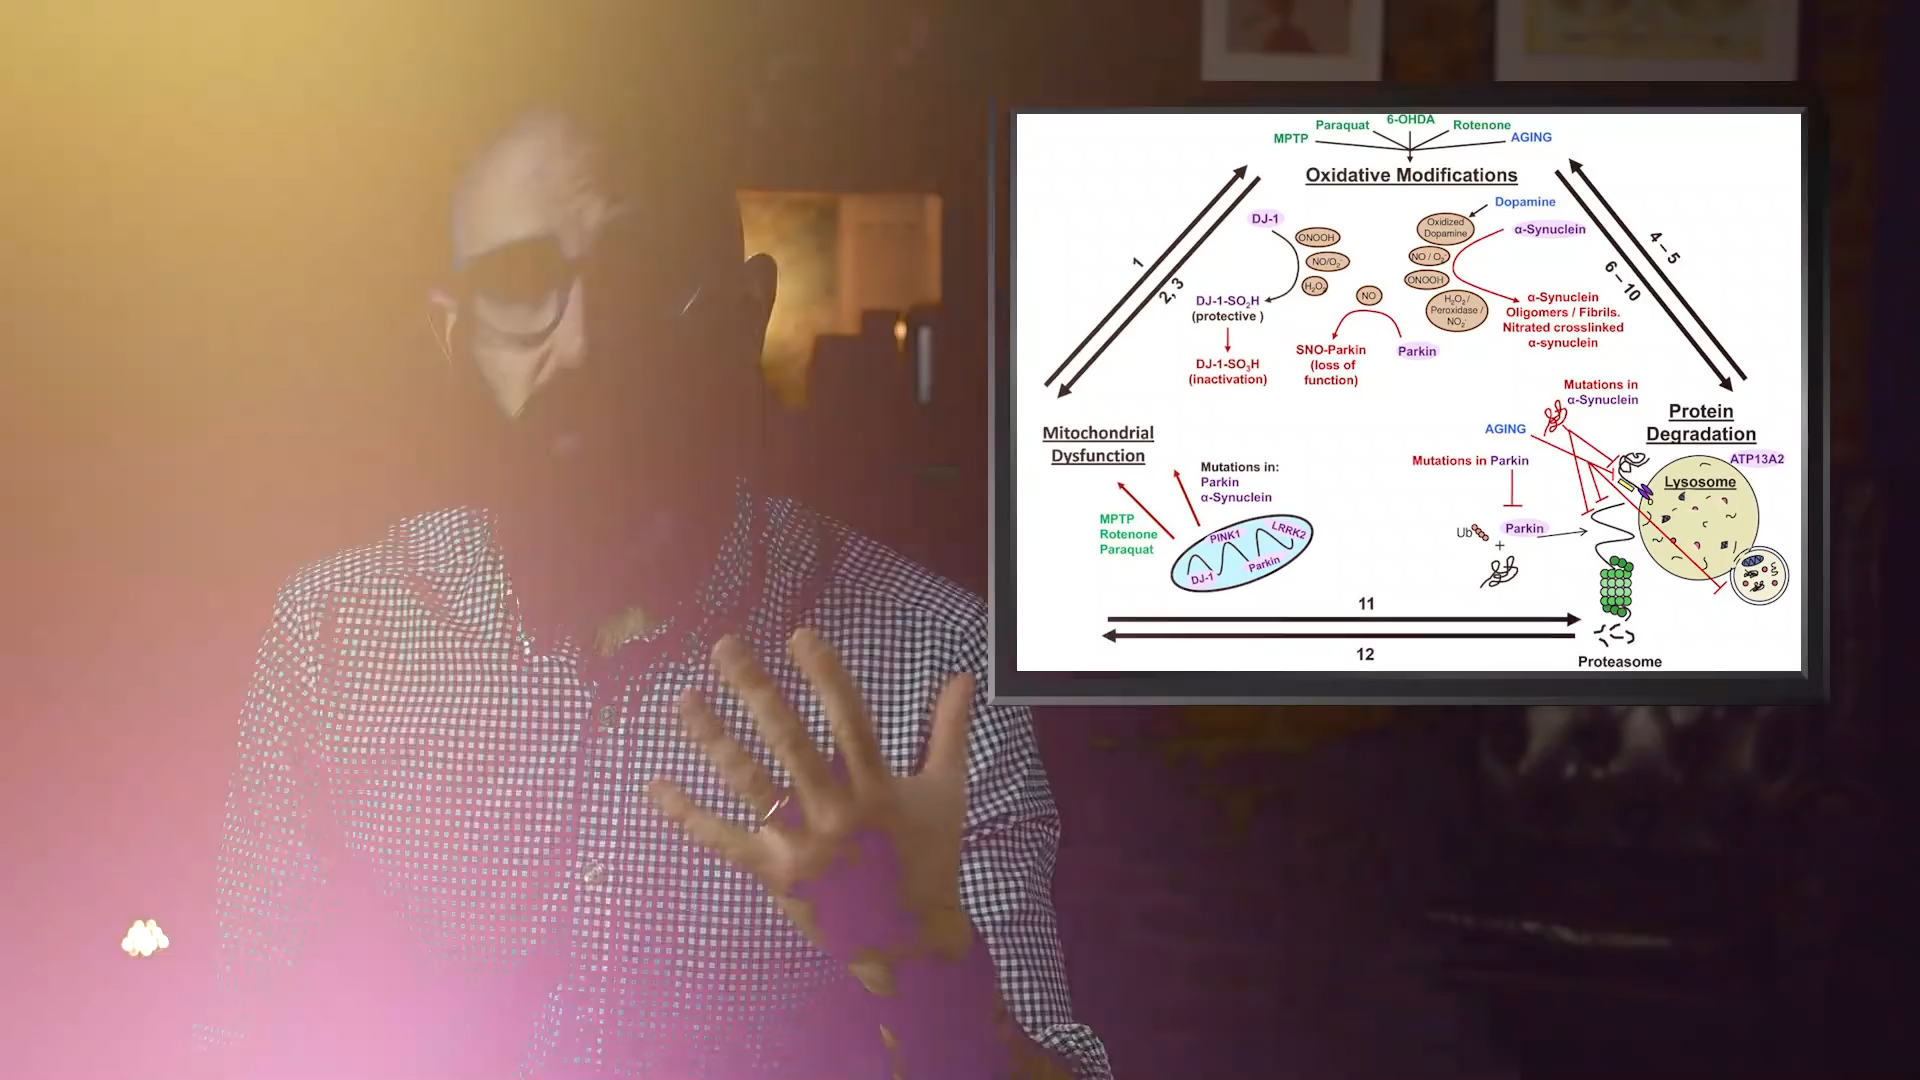 6-OHDA
Paraquat
Rotenone
MPTP
AGING
Oxidative Modifications
DJ-1
ONOOH
NO/O₂⁻
H₂O₂
DJ-1-SO₂H
(protective )
DJ-1-SO₃H
(inactivation)
NO
SNO-Parkin
(loss of
function)
Parkin
Dopamine
Oxidized
Dopamine
α-Synuclein
NO / O₂⁻
ONOOH
H₂O₂ /
Peroxidase /
NO₂⁻
α-Synuclein
Oligomers / Fibrils.
Nitrated crosslinked
α-synuclein
1
2, 3
4 – 5
6 – 10
Mitochondrial
Dysfunction
Mutations in:
Parkin
α-Synuclein
MPTP
Rotenone
Paraquat
PINK1
LRRK2
DJ-1
Parkin
Mutations in
α-Synuclein
Protein
Degradation
AGING
ATP13A2
Mutations in Parkin
Lysosome
Ub
Parkin
+
11
12
Proteasome